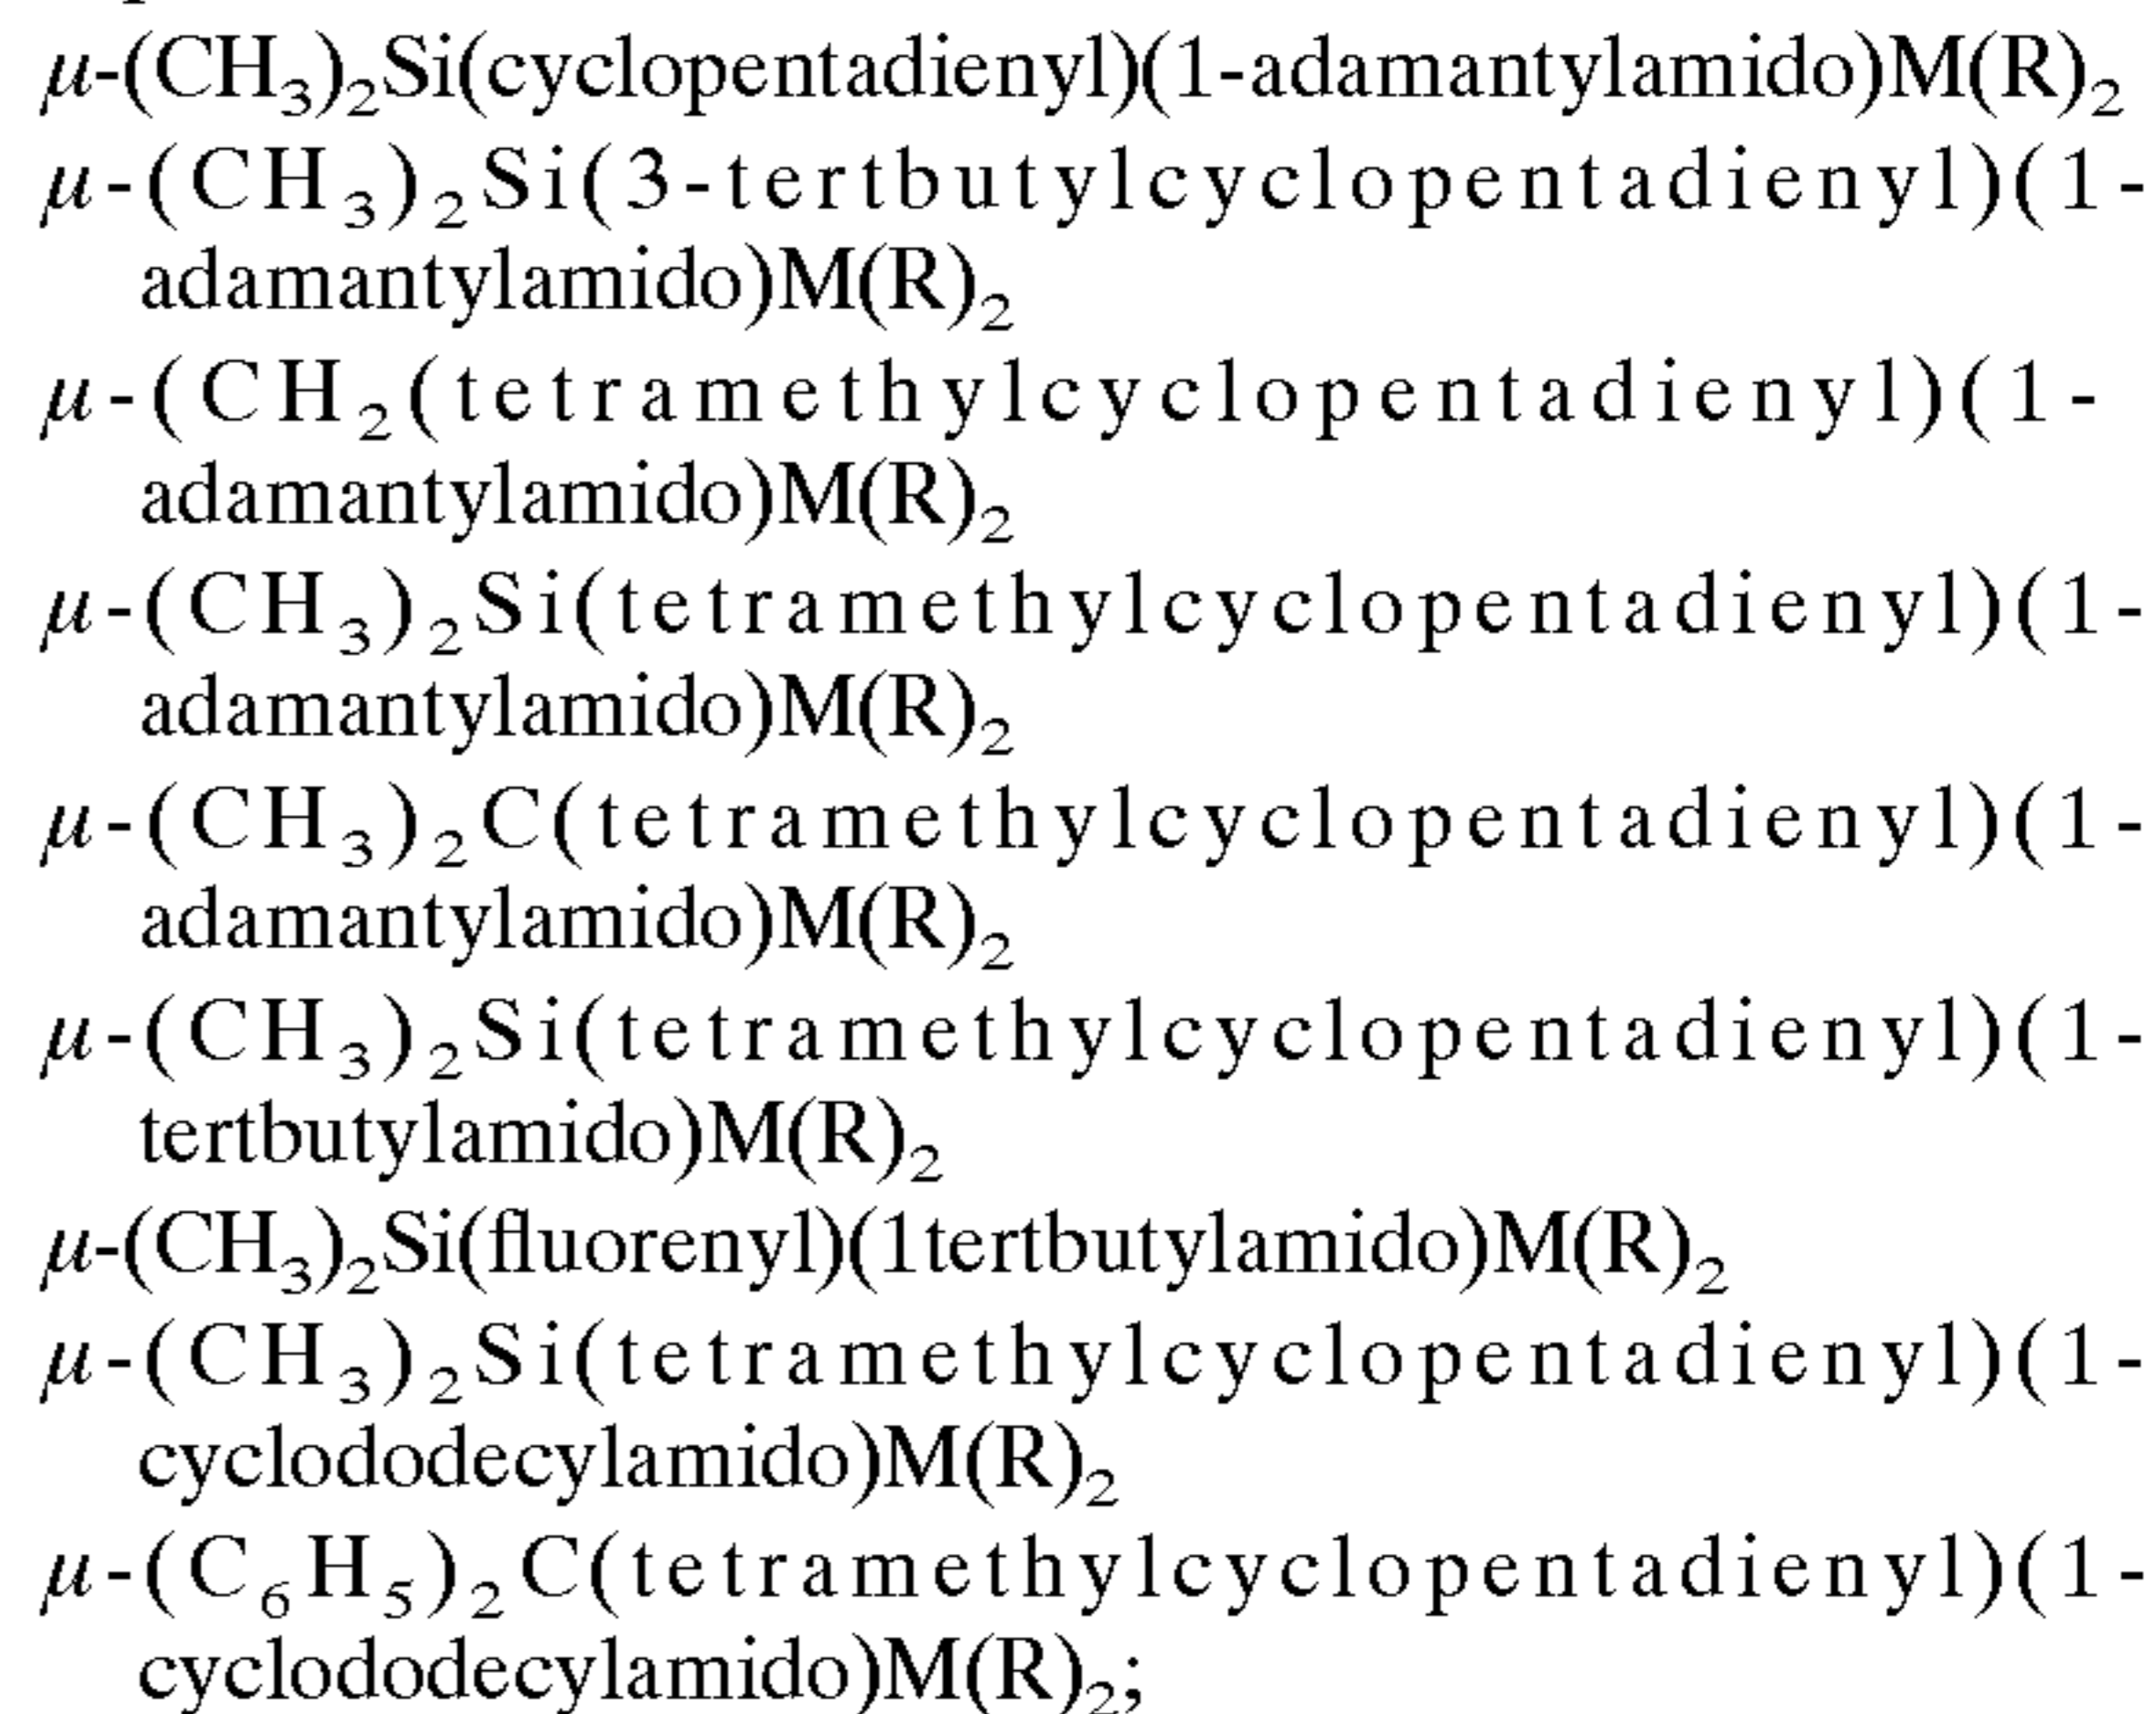 μ-(CH₃)₂Si(cyclopentadienyl)(1-adamantylamido)M(R)₂
μ-(CH₃)₂Si(3-tertbutylcyclopentadienyl)(1-
adamantylamido)M(R)₂
μ-(CH₂(tetramethylcyclopentadienyl)(1-
adamantylamido)M(R)₂
μ-(CH₃)₂Si(tetramethylcyclopentadienyl)(1-
adamantylamido)M(R)₂
μ-(CH₃)₂C(tetramethylcyclopentadienyl)(1-
adamantylamido)M(R)₂
μ-(CH₃)₂Si(tetramethylcyclopentadienyl)(1-
tertbutylamido)M(R)₂
μ-(CH₃)₂Si(fluorenyl)(1tertbutylamido)M(R)₂
μ-(CH₃)₂Si(tetramethylcyclopentadienyl)(1-
cyclododecylamido)M(R)₂
μ-(C₆H₅)₂C(tetramethylcyclopentadienyl)(1-
cyclododecylamido)M(R)₂;